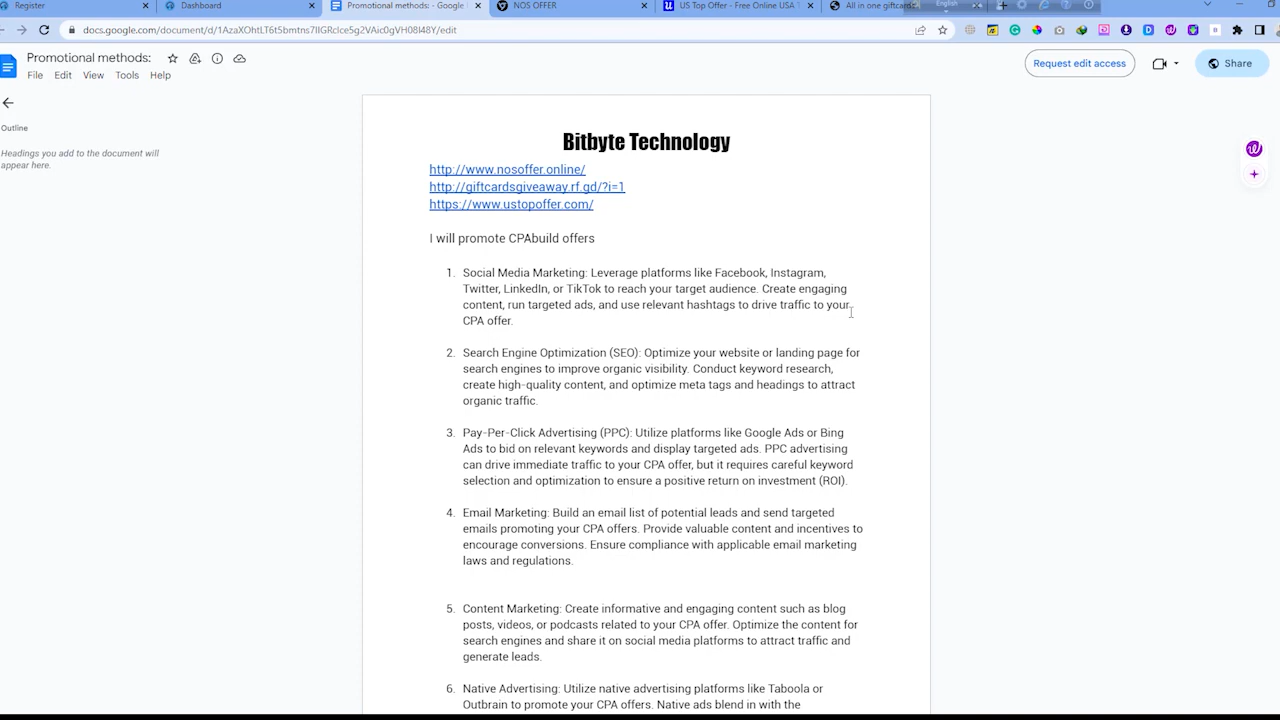 Register
Dashboard
Promotional methods: - Google
NOS OFFER
US Top Offer - Free Online USA
All in one giftcard
English
docs.google.com/document/d/1AzaXOhtLT6t5bmtns7IIGRclce5g2VAic0gVH08I48Y/edit
Promotional methods:
File Edit View Tools Help
Request edit access
Share
Outline
Headings you add to the document will
appear here.
Bitbyte Technology
http://www.nosoffer.online/
http://giftcardsgiveaway.rf.gd/?i=1
https://www.ustopoffer.com/
I will promote CPAbuild offers
1. Social Media Marketing: Leverage platforms like Facebook, Instagram,
Twitter, LinkedIn, or TikTok to reach your target audience. Create engaging
content, run targeted ads, and use relevant hashtags to drive traffic to your
CPA offer.
2. Search Engine Optimization (SEO): Optimize your website or landing page for
search engines to improve organic visibility. Conduct keyword research,
create high-quality content, and optimize meta tags and headings to attract
organic traffic.
3. Pay-Per-Click Advertising (PPC): Utilize platforms like Google Ads or Bing
Ads to bid on relevant keywords and display targeted ads. PPC advertising
can drive immediate traffic to your CPA offer, but it requires careful keyword
selection and optimization to ensure a positive return on investment (ROI).
4. Email Marketing: Build an email list of potential leads and send targeted
emails promoting your CPA offers. Provide valuable content and incentives to
encourage conversions. Ensure compliance with applicable email marketing
laws and regulations.
5. Content Marketing: Create informative and engaging content such as blog
posts, videos, or podcasts related to your CPA offer. Optimize the content for
search engines and share it on social media platforms to attract traffic and
generate leads.
6. Native Advertising: Utilize native advertising platforms like Taboola or
Outbrain to promote your CPA offers. Native ads blend in with the